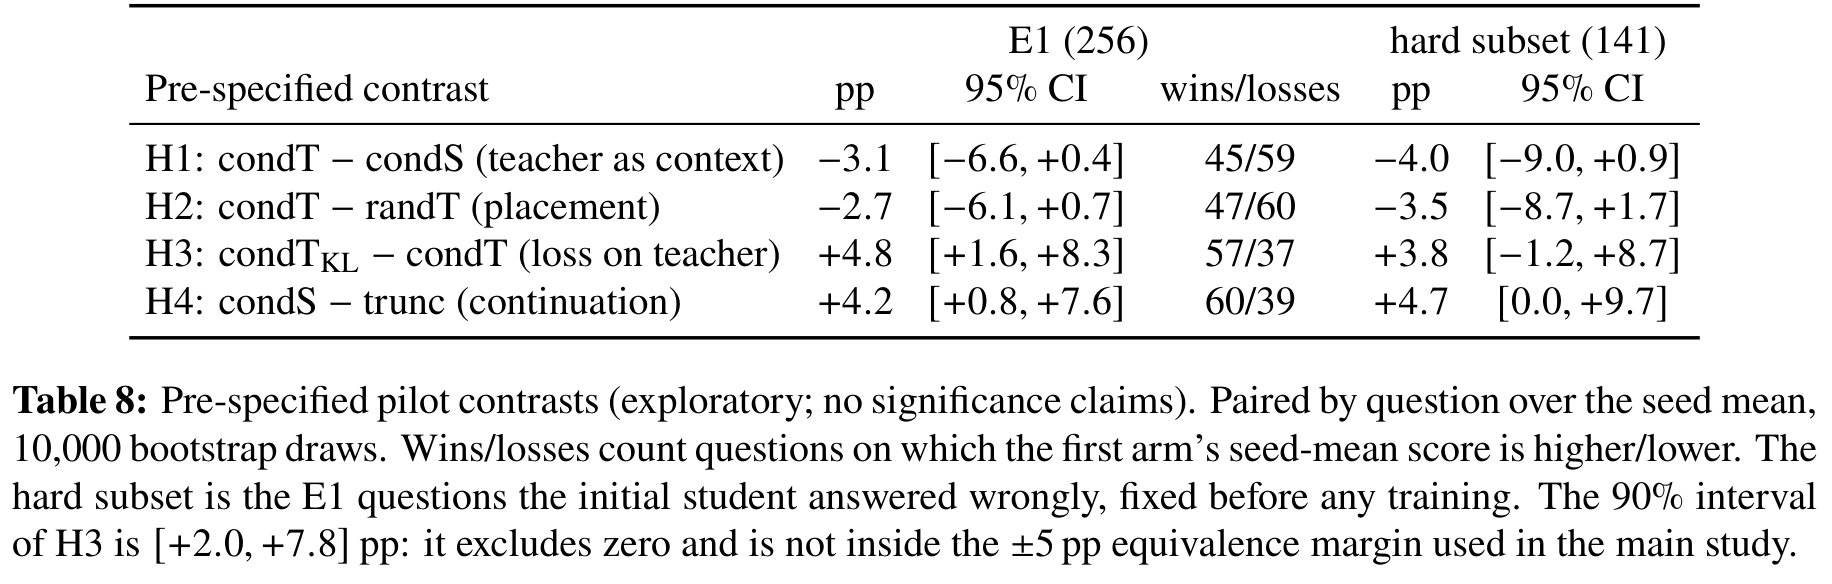 E1 (256) hard subset (141)
Pre-specified contrast pp 95% CI wins/losses pp 95% CI
H1: condT − condS (teacher as context) −3.1 [−6.6, +0.4] 45/59 −4.0 [−9.0, +0.9]
H2: condT − randT (placement) −2.7 [−6.1, +0.7] 47/60 −3.5 [−8.7, +1.7]
H3: condTKL − condT (loss on teacher) +4.8 [+1.6, +8.3] 57/37 +3.8 [−1.2, +8.7]
H4: condS − trunc (continuation) +4.2 [+0.8, +7.6] 60/39 +4.7 [0.0, +9.7]
Table 8: Pre-specified pilot contrasts (exploratory; no significance claims). Paired by question over the seed mean,
10,000 bootstrap draws. Wins/losses count questions on which the first arm's seed-mean score is higher/lower. The
hard subset is the E1 questions the initial student answered wrongly, fixed before any training. The 90% interval
of H3 is [+2.0, +7.8] pp: it excludes zero and is not inside the ±5 pp equivalence margin used in the main study.